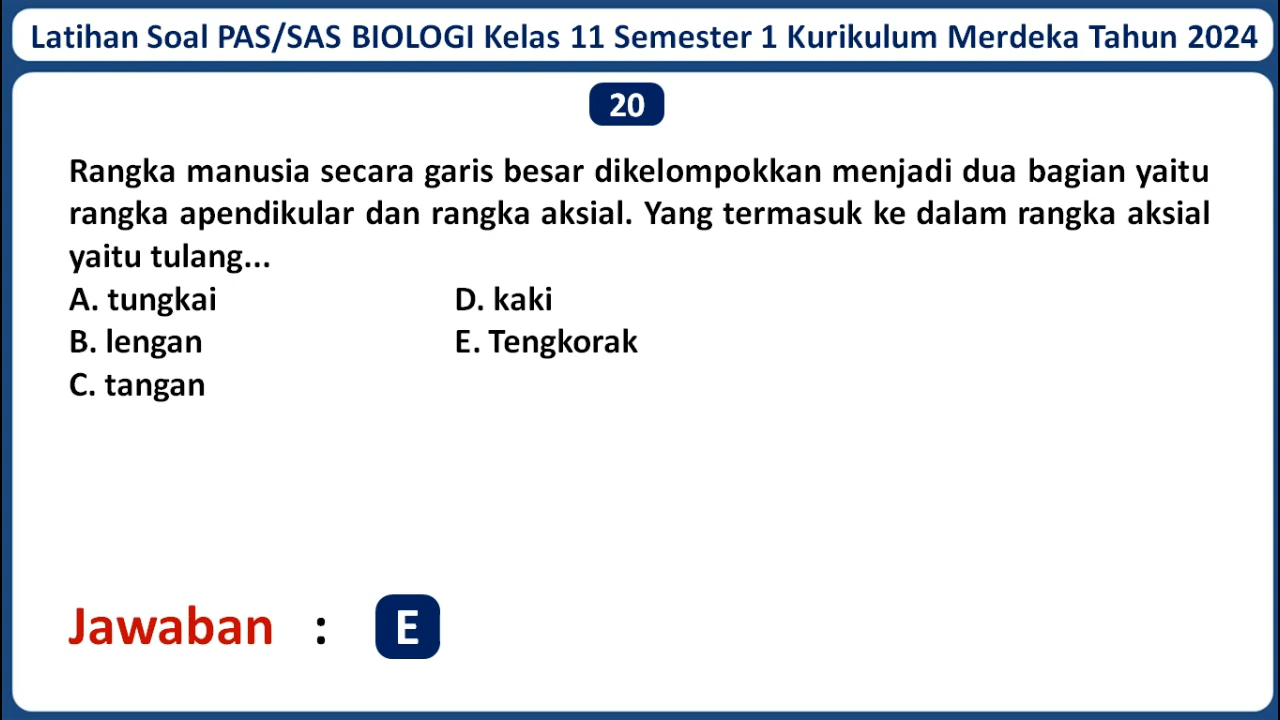 Latihan Soal PAS/SAS BIOLOGI Kelas 11 Semester 1 Kurikulum Merdeka Tahun 2024
20
Rangka manusia secara garis besar dikelompokkan menjadi dua bagian yaitu
rangka apendikular dan rangka aksial. Yang termasuk ke dalam rangka aksial
yaitu tulang...
A. tungkai
B. lengan
C. tangan
D. kaki
E. Tengkorak
Jawaban : E